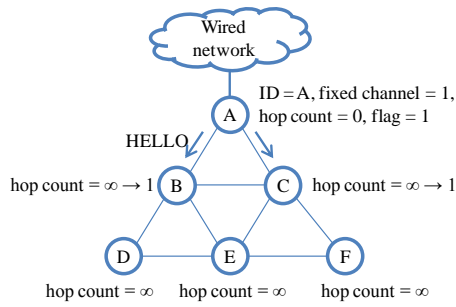 Wired
network
ID = A, fixed channel = 1,
hop count = 0, flag = 1
A
HELLO
hop count = ∞ → 1
B
C
hop count = ∞ → 1
D
E
F
hop count = ∞
hop count = ∞
hop count = ∞